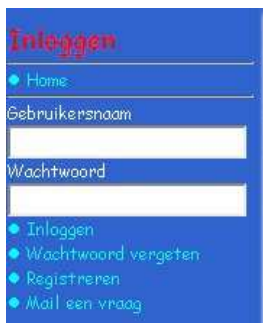 Inloggen
Home
Gebruikersnaam
Wachtwoord
Inloggen
Wachtwoord vergeten
Registreren
Mail een vraag